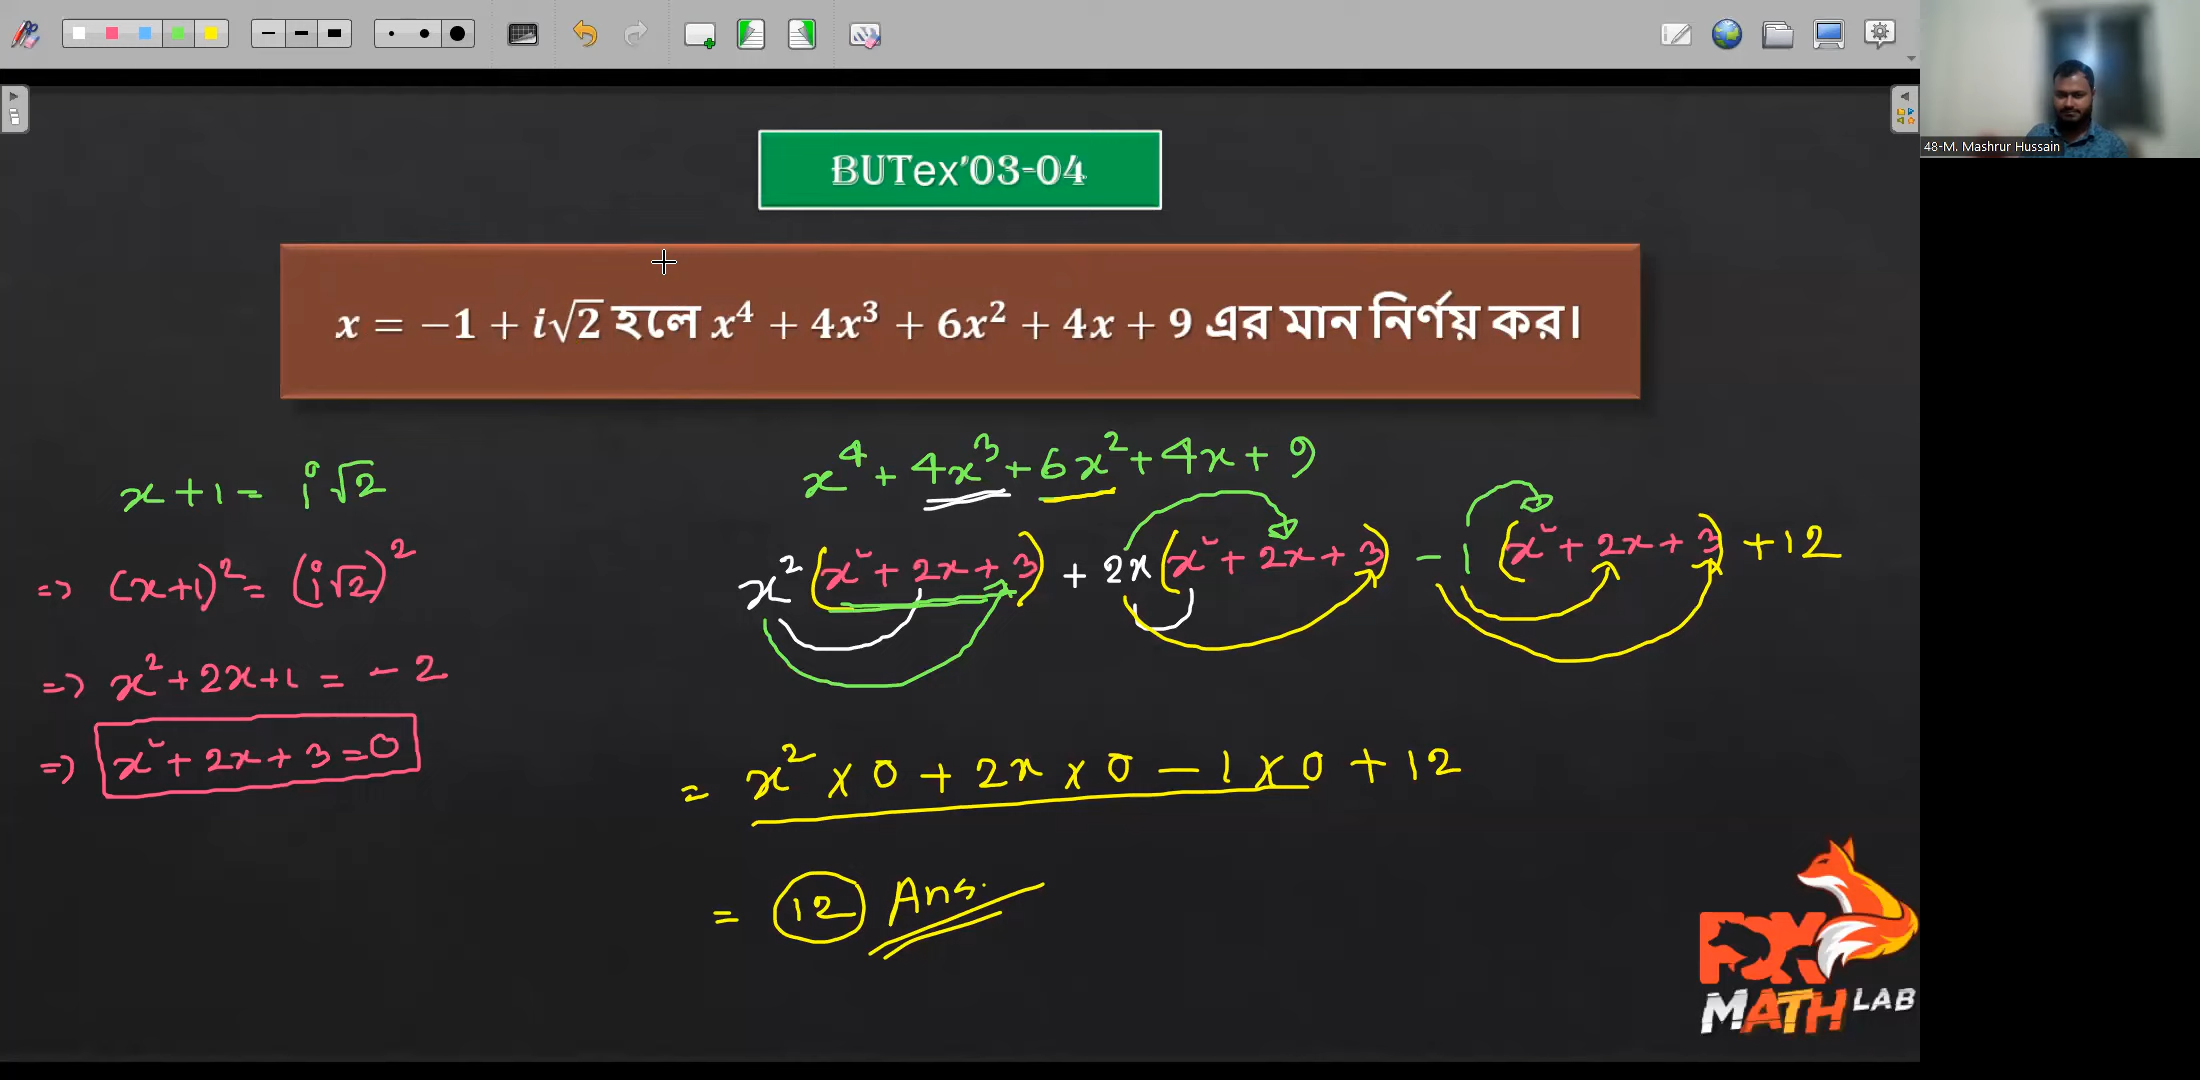 48-M. Mashrur Hussain
BUTex'03-04
x = −1 + i√2 হলে x⁴ + 4x³ + 6x² + 4x + 9 এর মান নির্ণয় কর।
x + 1 = i√2
=> (x+1)² = (i√2)²
=> x² + 2x + 1 = - 2
=> x² + 2x + 3 = 0
x⁴ + 4x³ + 6x² + 4x + 9
x² (x² + 2x + 3) + 2x (x² + 2x + 3) - 1 (x² + 2x + 3) + 12
= x² × 0 + 2x × 0 - 1 × 0 + 12
= 12 Ans.
FOX
MATH LAB